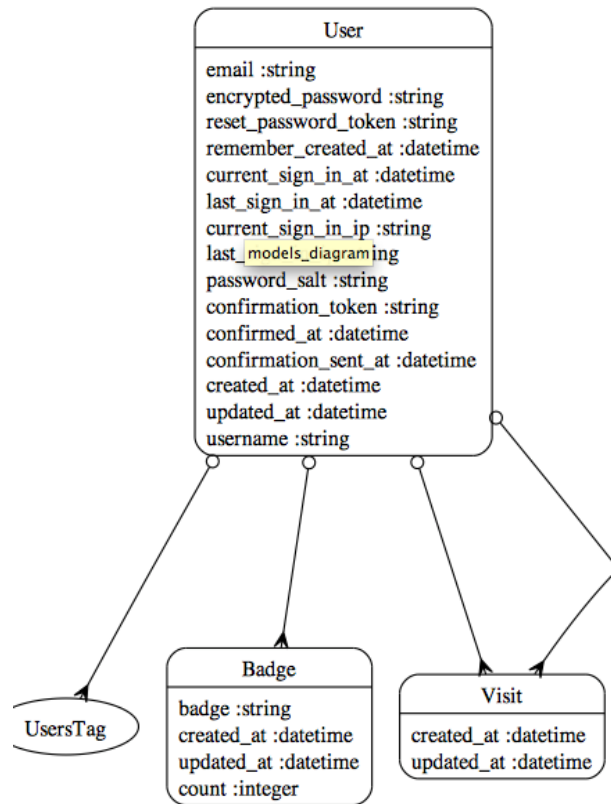 User
email :string
encrypted_password :string
reset_password_token :string
remember_created_at :datetime
current_sign_in_at :datetime
last_sign_in_at :datetime
current_sign_in_ip :string
last_ models_diagram ing
password_salt :string
confirmation_token :string
confirmed_at :datetime
confirmation_sent_at :datetime
created_at :datetime
updated_at :datetime
username :string
UsersTag
Badge
badge :string
created_at :datetime
updated_at :datetime
count :integer
Visit
created_at :datetime
updated_at :datetime